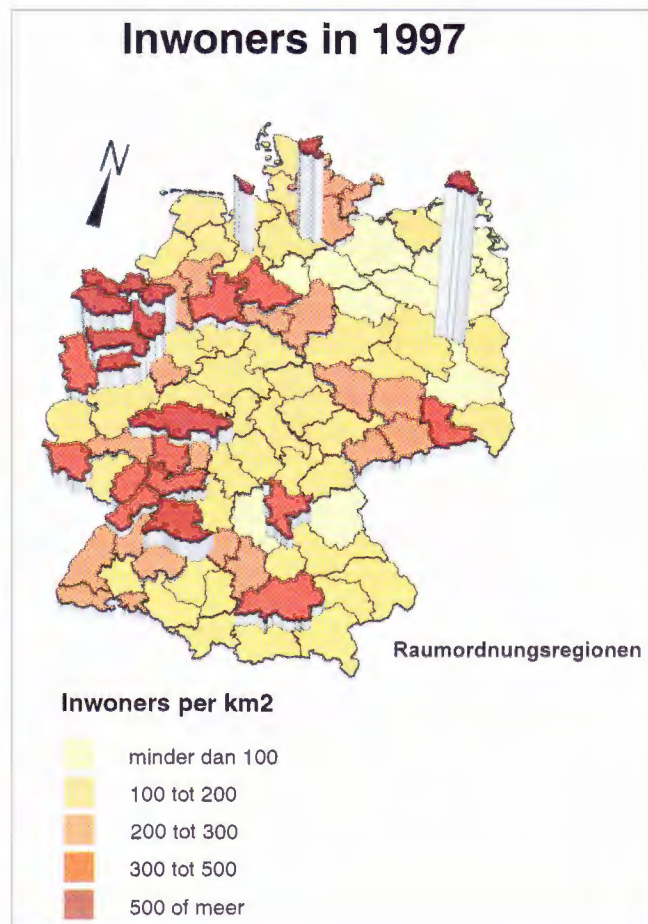 Inwoners in 1997
N
Raumordnungsregionen
Inwoners per km2
minder dan 100
100 tot 200
200 tot 300
300 tot 500
500 of meer